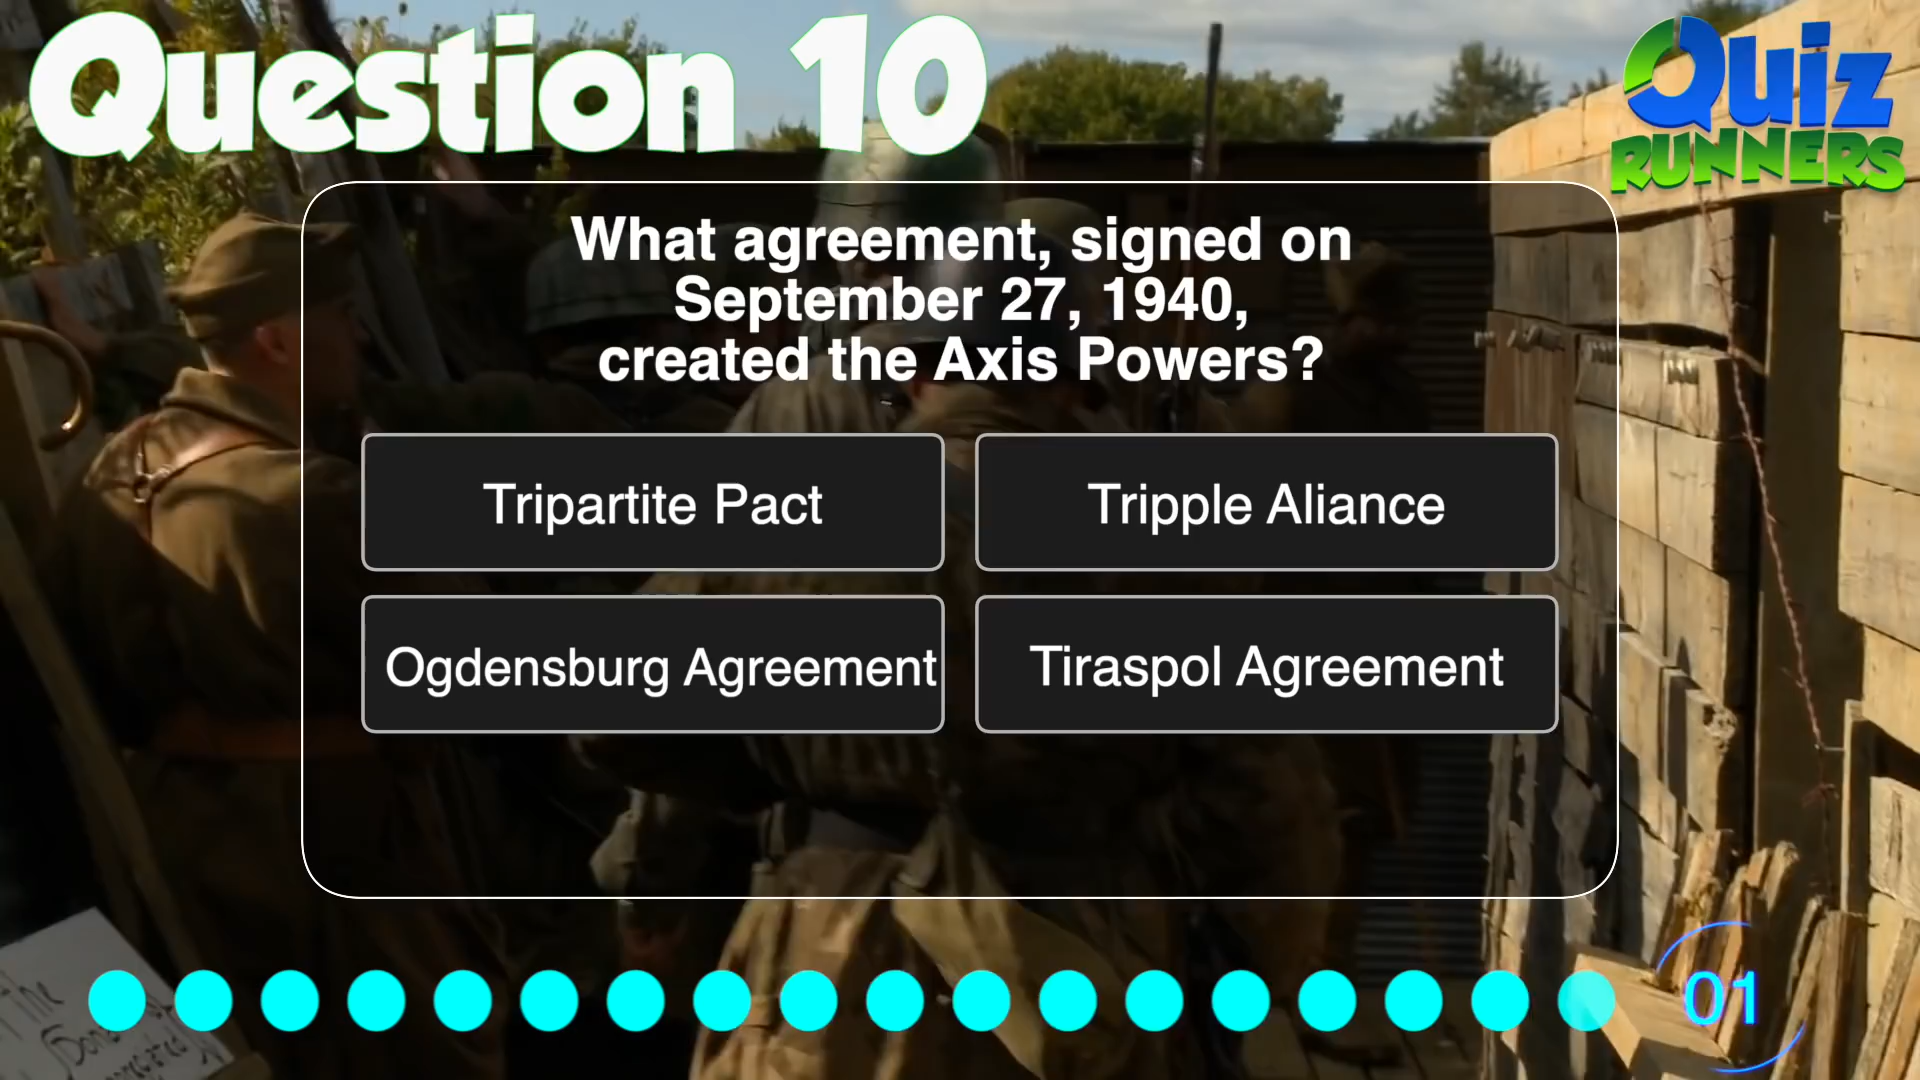 Question 10
Quiz
RUNNERS
What agreement, signed on
September 27, 1940,
created the Axis Powers?
Tripartite Pact
Tripple Aliance
Ogdensburg Agreement
Tiraspol Agreement
01